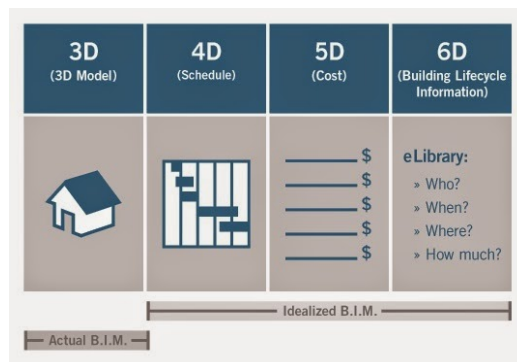 3D
(3D Model)
4D
(Schedule)
5D
(Cost)
6D
(Building Lifecycle
Information)
$
$
$
$
$
eLibrary:
» Who?
» When?
» Where?
» How much?
Idealized B.I.M.
Actual B.I.M.